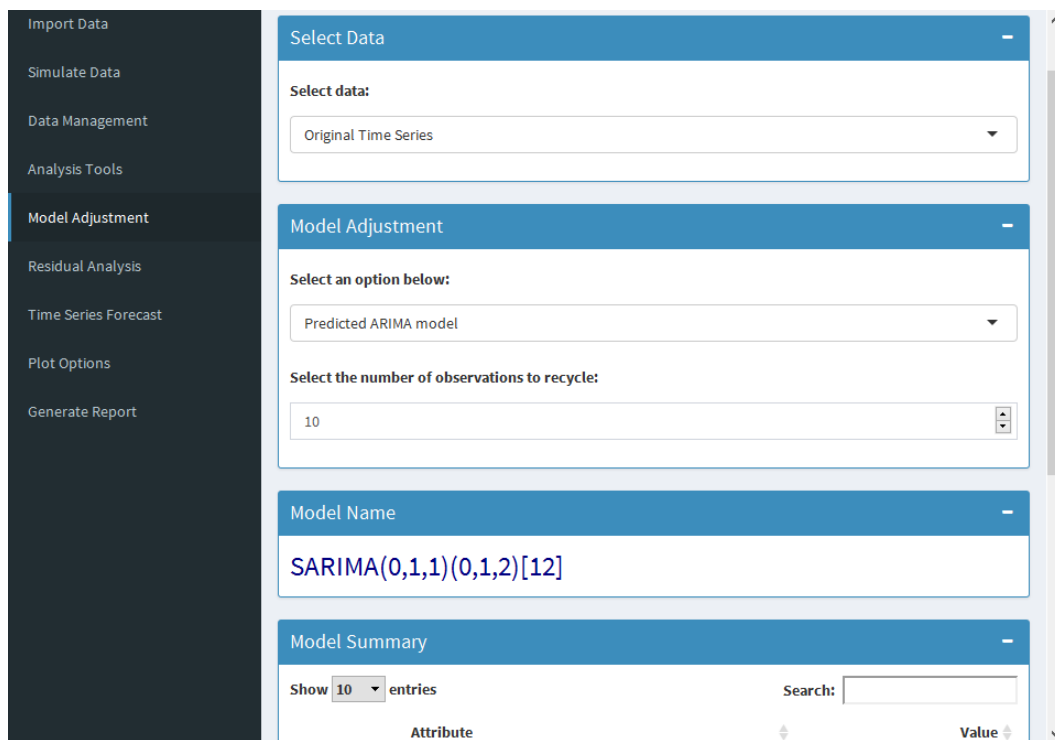 Import Data
Simulate Data
Data Management
Analysis Tools
Model Adjustment
Residual Analysis
Time Series Forecast
Plot Options
Generate Report
Select Data
Select data:
Original Time Series
Model Adjustment
Select an option below:
Predicted ARIMA model
Select the number of observations to recycle:
10
Model Name
SARIMA(0,1,1)(0,1,2)[12]
Model Summary
Show 10 entries Search:
Attribute Value